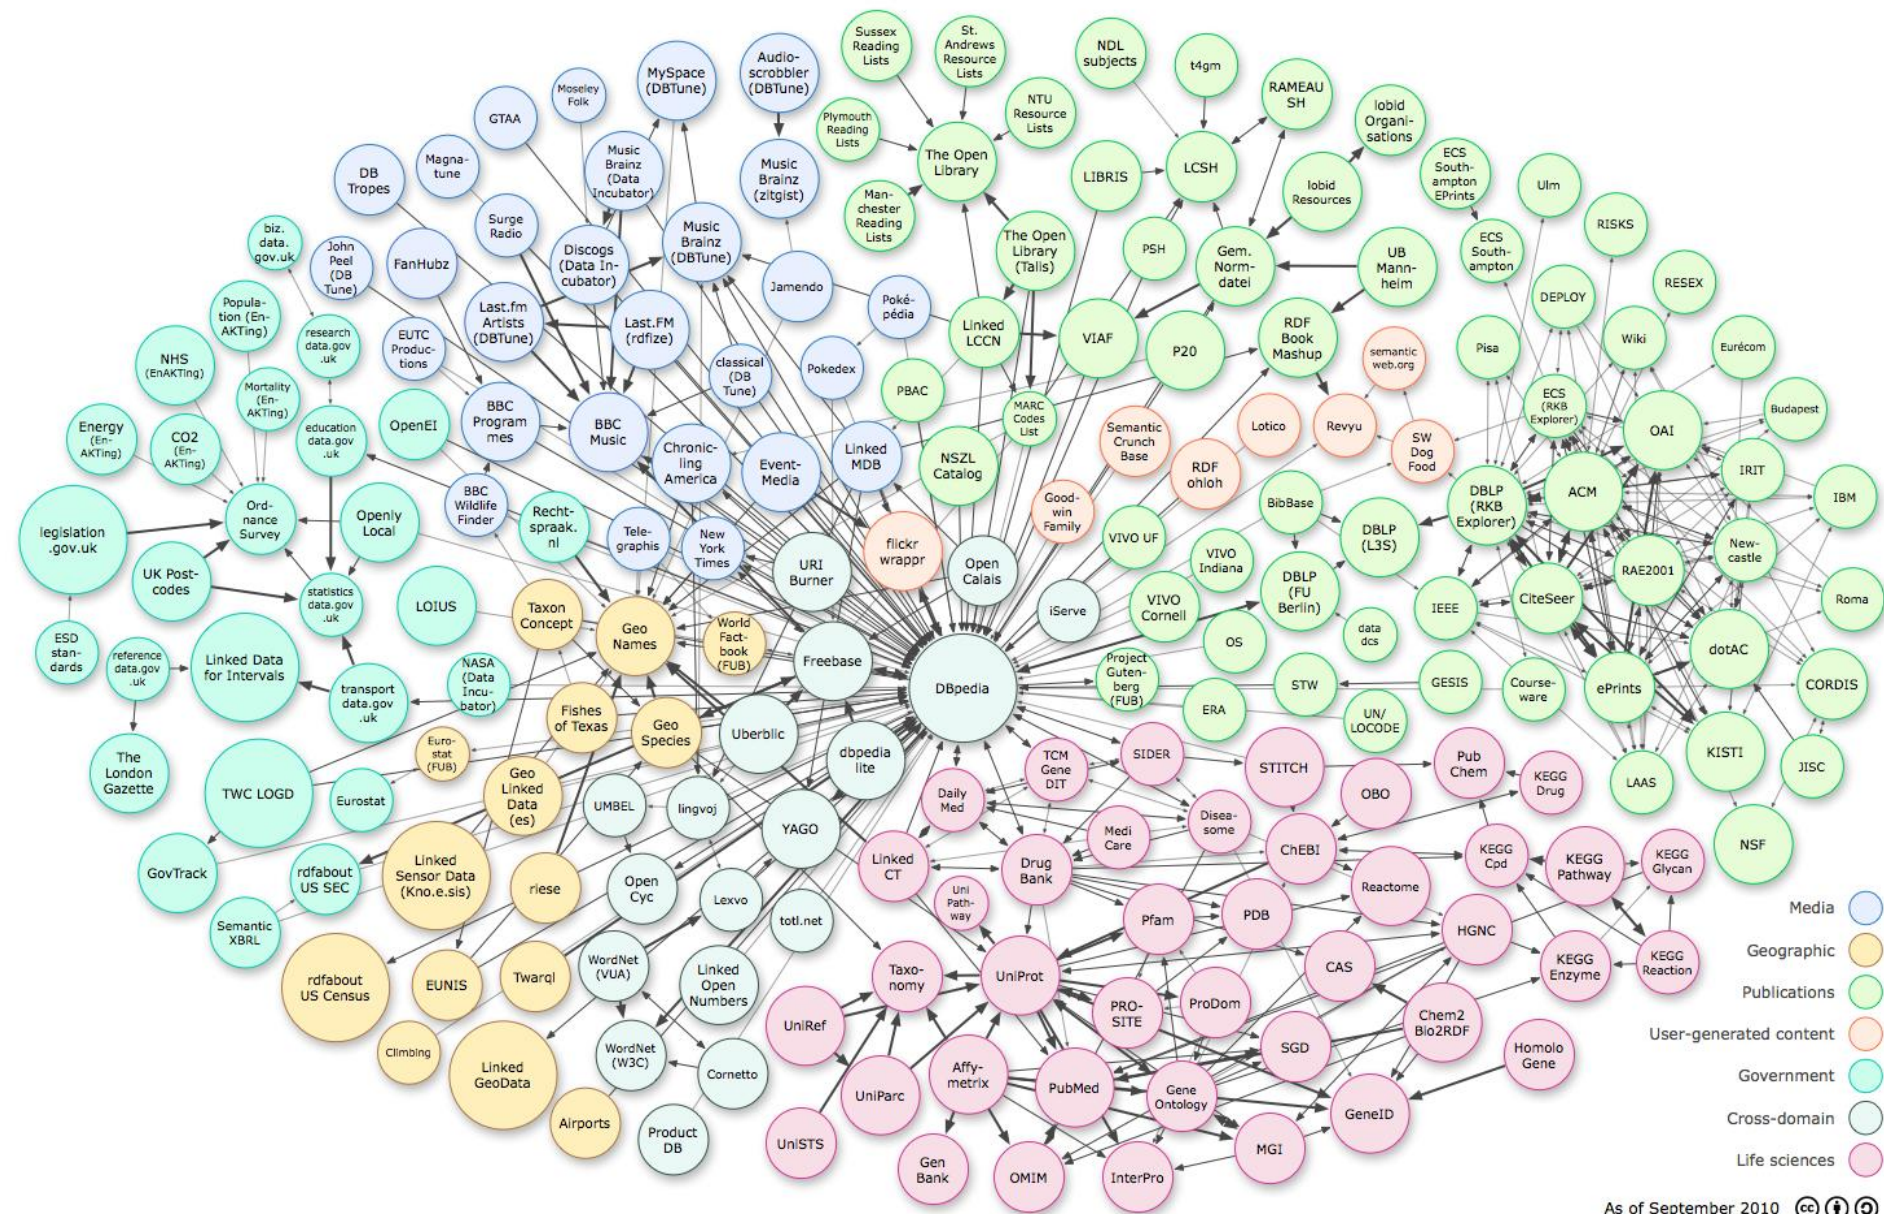 Sussex
Reading
Lists
St.
Andrews
Resource
Lists
NDL
subjects
t4gm
RAMEAU
SH
lobid
Organi-
sations
NTU
Resource
Lists
Plymouth
Reading
Lists
The Open
Library
Man-
chester
Reading
Lists
LIBRIS
LCSH
lobid
Resources
ECS
South-
ampton
EPrints
Ulm
RISKS
ECS
South-
ampton
Audio-
scrobbler
(DBTune)
MySpace
(DBTune)
Moseley
Folk
GTAA
Magna-
tune
DB
Tropes
Music
Brainz
(Data
Incubator)
Music
Brainz
(zitgist)
Surge
Radio
Discogs
(Data In-
cubator)
Music
Brainz
(DBTune)
The Open
Library
(Talis)
PSH
Gem.
Norm-
datei
UB
Mann-
heim
DEPLOY
RESEX
biz.
data.
gov.uk
John
Peel
(DB
Tune)
FanHubz
Jamendo
Poké-
pédia
Popula-
tion (En-
AKTing)
research
data.gov
.uk
Last.fm
Artists
(DBTune)
Last.FM
(rdfize)
Linked
LCCN
VIAF
P20
RDF
Book
Mashup
semantic
web.org
Pisa
Wiki
Eurécom
NHS
(EnAKTing)
EUTC
Produc-
tions
classical
(DB
Tune)
Pokedex
PBAC
MARC
Codes
List
Mortality
(En-
AKTing)
Energy
(En-
AKTing)
CO2
(En-
AKTing)
education
data.gov
.uk
OpenEI
BBC
Program
mes
BBC
Music
Chronic-
ling
America
Event-
Media
Linked
MDB
NSZL
Catalog
Semantic
Crunch
Base
RDF
ohloh
Lotico
Revyu
SW
Dog
Food
ECS
(RKB
Explorer)
OAI
Budapest
IRIT
IBM
legislation
.gov.uk
Ord-
nance
Survey
Openly
Local
BBC
Wildlife
Finder
Recht-
spraak.
nl
Tele-
graphis
New
York
Times
URI
Burner
flickr
wrappr
Open
Calais
Good-
win
Family
VIVO UF
VIVO
Indiana
BibBase
DBLP
(L3S)
DBLP
(RKB
Explorer)
ACM
New-
castle
UK Post-
codes
statistics
data.gov
.uk
LOIUS
Taxon
Concept
Geo
Names
World
Fact-
book
(FUB)
Freebase
iServe
VIVO
Cornell
DBLP
(FU
Berlin)
IEEE
CiteSeer
RAE2001
Roma
ESD
stan-
dards
reference
data.gov
.uk
Linked Data
for Intervals
transport
data.gov
.uk
NASA
(Data
Incu-
bator)
DBpedia
OS
data
dcs
Project
Guten-
berg
(FUB)
STW
GESIS
Course-
ware
ePrints
dotAC
CORDIS
The
London
Gazette
Fishes
of Texas
Geo
Species
Uberblic
dbpedia
lite
ERA
UN/
LOCODE
KISTI
JISC
LAAS
Euro-
stat
(FUB)
TWC LOGD
Eurostat
Geo
Linked
Data
(es)
UMBEL
lingvoj
YAGO
TCM
Gene
DIT
SIDER
STITCH
Pub
Chem
KEGG
Drug
Daily
Med
Medi
Care
Disea-
some
OBO
NSF
GovTrack
rdfabout
US SEC
Linked
Sensor Data
(Kno.e.sis)
riese
Open
Cyc
Lexvo
totl.net
Linked
CT
Drug
Bank
ChEBI
KEGG
Cpd
KEGG
Pathway
KEGG
Glycan
Semantic
XBRL
Uni
Path-
way
Pfam
PDB
Reactome
HGNC
rdfabout
US Census
EUNIS
Twarql
WordNet
(VUA)
Linked
Open
Numbers
Taxo-
nomy
UniProt
CAS
KEGG
Enzyme
KEGG
Reaction
Climbing
Linked
GeoData
WordNet
(W3C)
Cornetto
UniRef
PRO-
SITE
ProDom
SGD
Chem2
Bio2RDF
Homolo
Gene
Airports
Product
DB
UniParc
Affy-
metrix
PubMed
Gene
Ontology
GeneID
UniSTS
Gen
Bank
OMIM
InterPro
MGI
Media
Geographic
Publications
User-generated content
Government
Cross-domain
Life sciences
As of September 2010